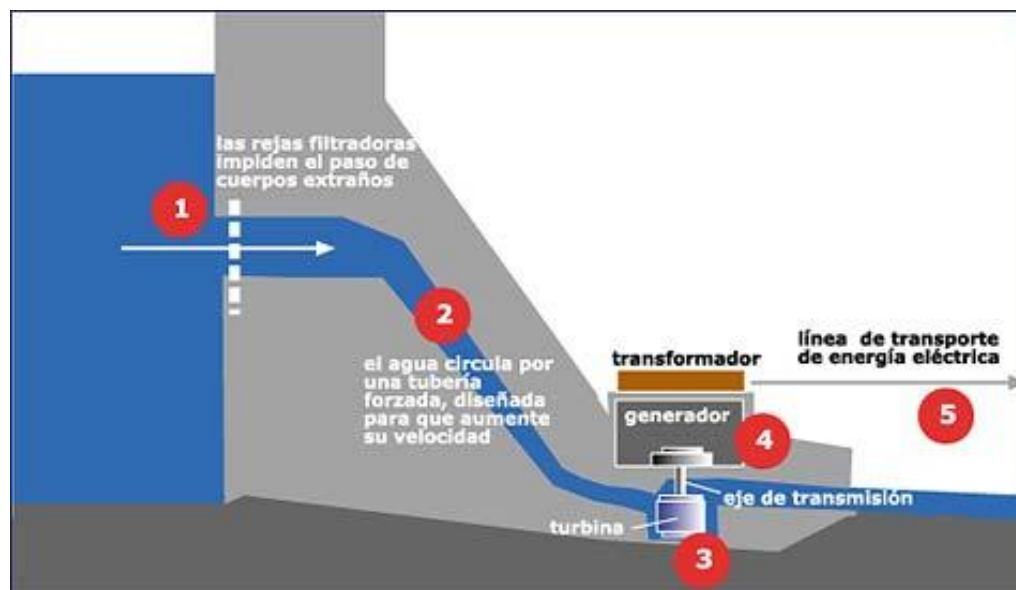 las rejas filtradoras
impiden el paso de
cuerpos extraños
1
2
el agua circula por
una tubería
forzada, diseñada
para que aumente
su velocidad
transformador
línea de transporte
de energía eléctrica
5
generador
4
eje de transmisión
turbina
3